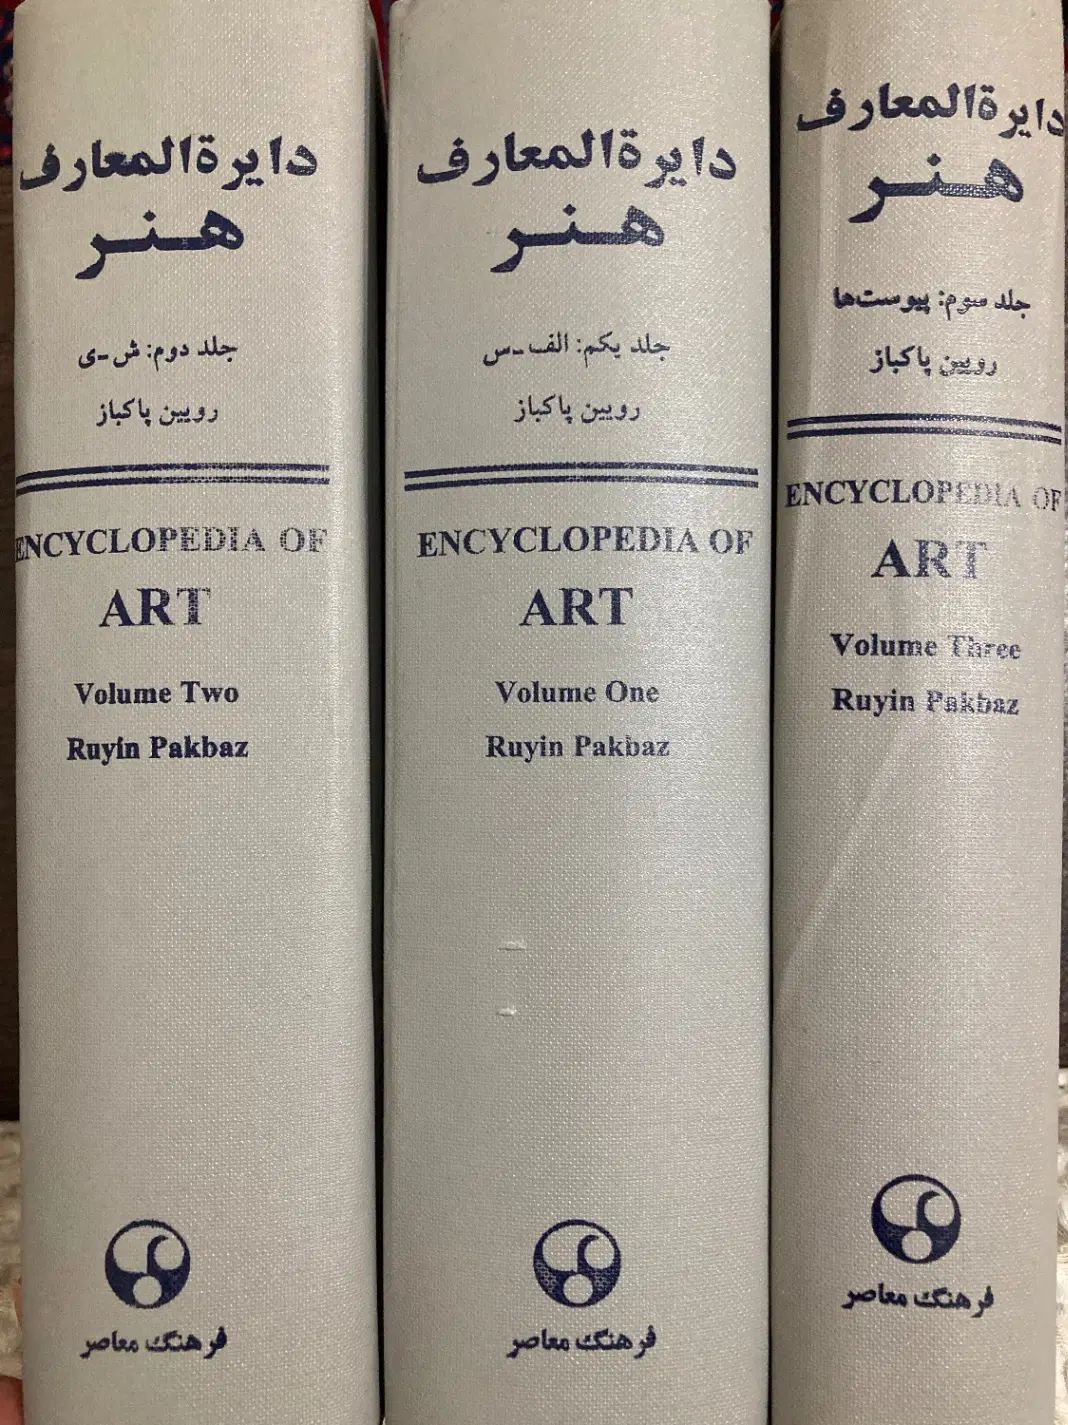 دایرةالمعارف
هنر
جلد دوم: ش-ی
رویین پاکباز
ENCYCLOPEDIA OF
ART
Volume Two
Ruyin Pakbaz
فرهنگ معاصر
دایرةالمعارف
هنر
جلد یکم: الف-س
رویین پاکباز
ENCYCLOPEDIA OF
ART
Volume One
Ruyin Pakbaz
فرهنگ معاصر
دایرةالمعارف
هنر
جلد سوم: پیوست‌ها
رویین پاکباز
ENCYCLOPEDIA OF
ART
Volume Three
Ruyin Pakbaz
فرهنگ معاصر